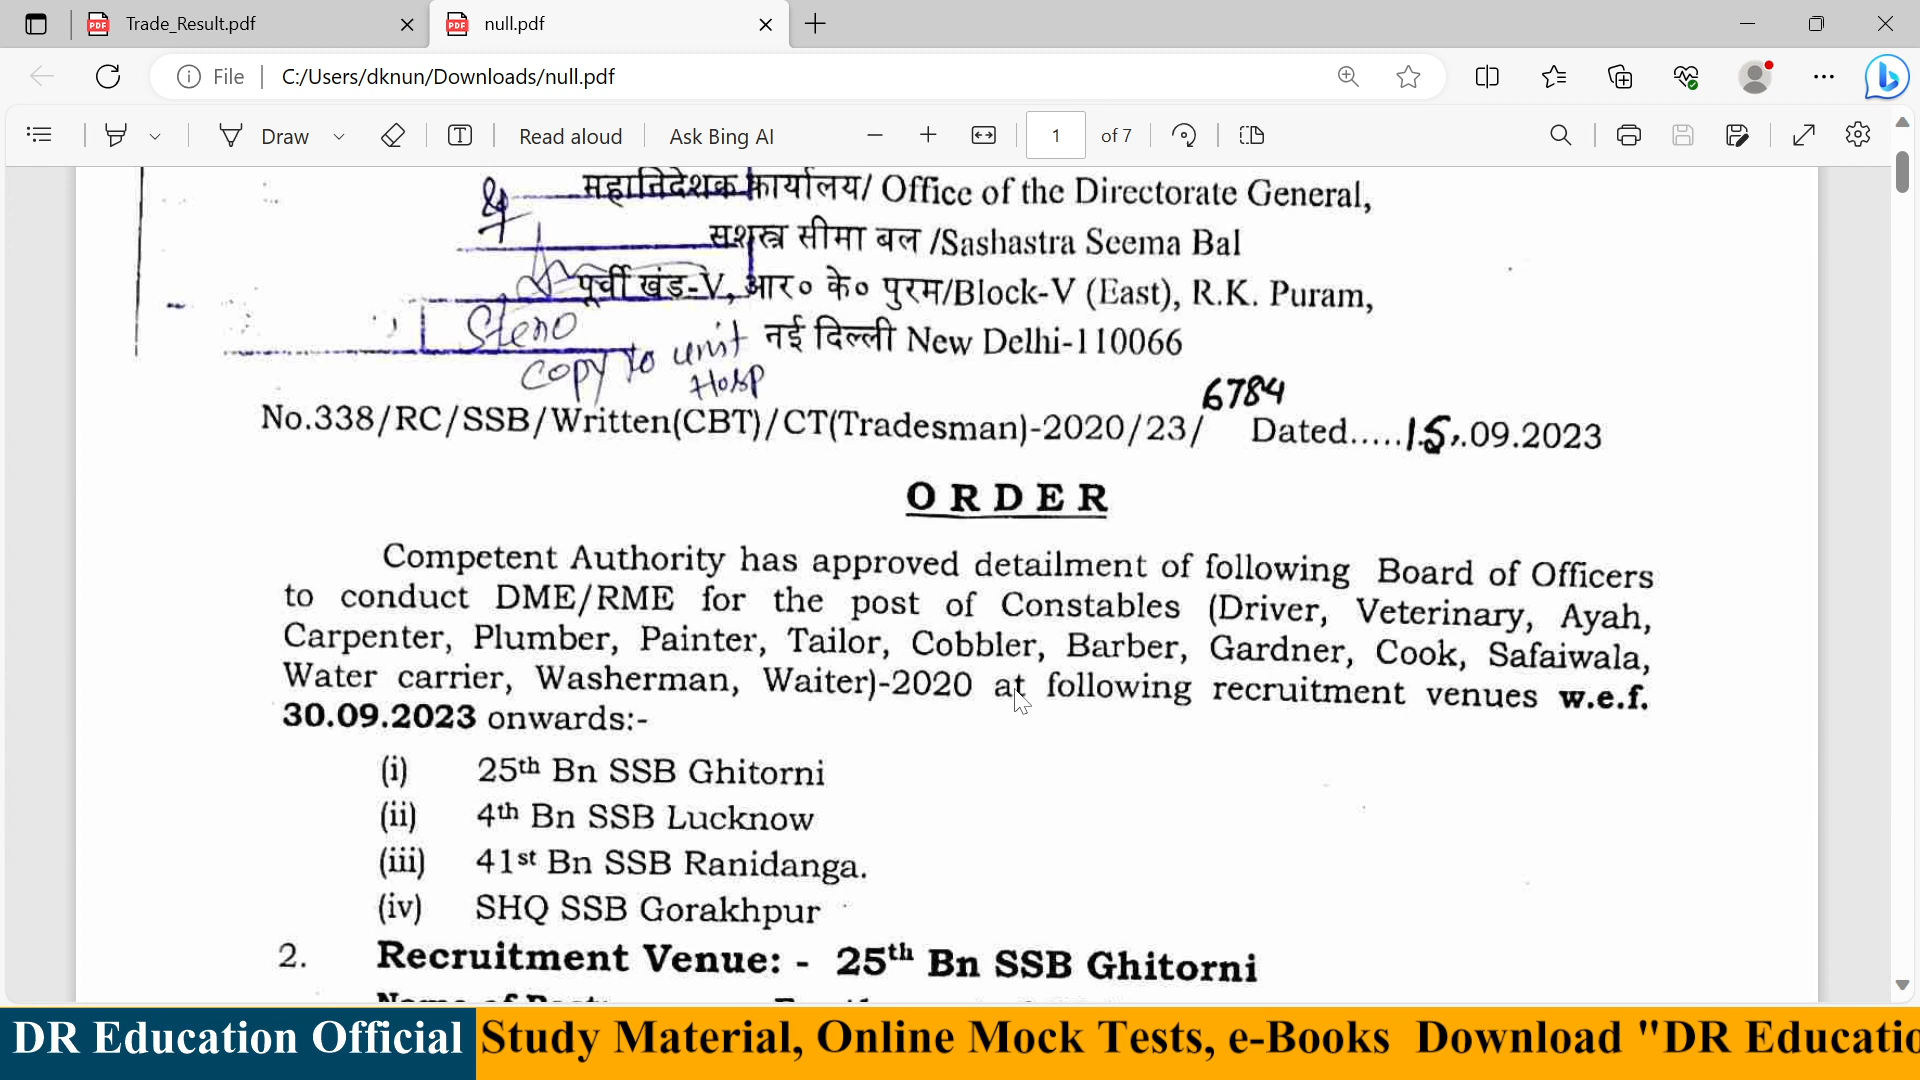 Trade_Result.pdf
null.pdf
File
C:/Users/dknun/Downloads/null.pdf
Draw
Read aloud
Ask Bing AI
1
of 7
महानिदेशक कार्यालय/ Office of the Directorate General,
सशस्त्र सीमा बल /Sashastra Seema Bal
पूर्वी खंड-V, आर० के० पुरम/Block-V (East), R.K. Puram,
नई दिल्ली New Delhi-110066
Steno
copy to unit
Hosp
6784
No.338/RC/SSB/Written(CBT)/CT(Tradesman)-2020/23/ Dated.....15..09.2023
ORDER
Competent Authority has approved detailment of following Board of Officers
to conduct DME/RME for the post of Constables (Driver, Veterinary, Ayah,
Carpenter, Plumber, Painter, Tailor, Cobbler, Barber, Gardner, Cook, Safaiwala,
Water carrier, Washerman, Waiter)-2020 at following recruitment venues w.e.f.
30.09.2023 onwards:-
(i) 25th Bn SSB Ghitorni
(ii) 4th Bn SSB Lucknow
(iii) 41st Bn SSB Ranidanga.
(iv) SHQ SSB Gorakhpur
2. Recruitment Venue: - 25th Bn SSB Ghitorni
DR Education Official
Study Material, Online Mock Tests, e-Books Download "DR Educatio